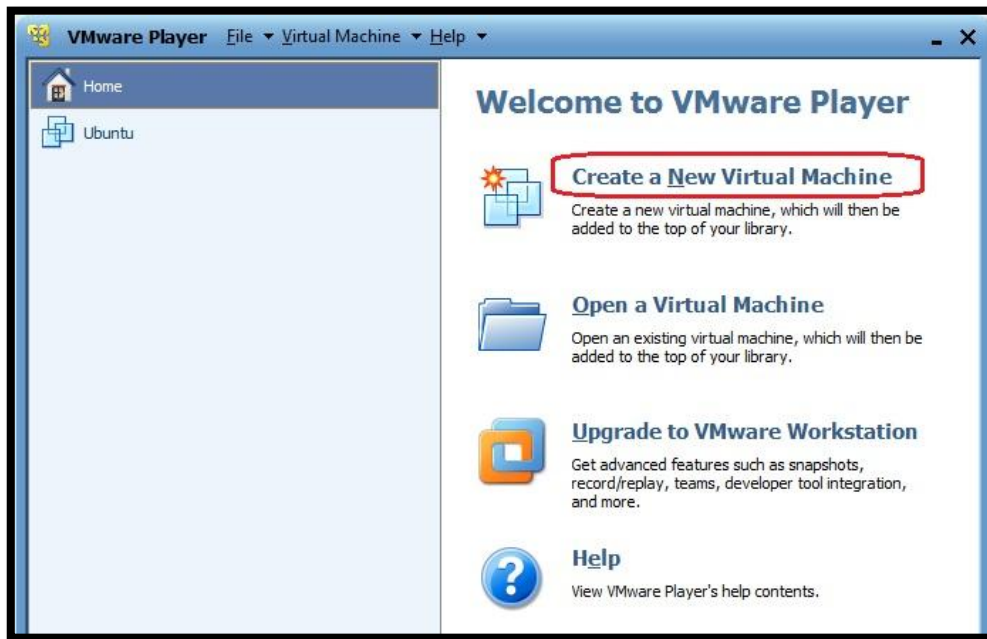 VMware Player File Virtual Machine Help
Home
Ubuntu
Welcome to VMware Player
Create a New Virtual Machine
Create a new virtual machine, which will then be
added to the top of your library.
Open a Virtual Machine
Open an existing virtual machine, which will then be
added to the top of your library.
Upgrade to VMware Workstation
Get advanced features such as snapshots,
record/replay, teams, developer tool integration,
and more.
Help
View VMware Player's help contents.